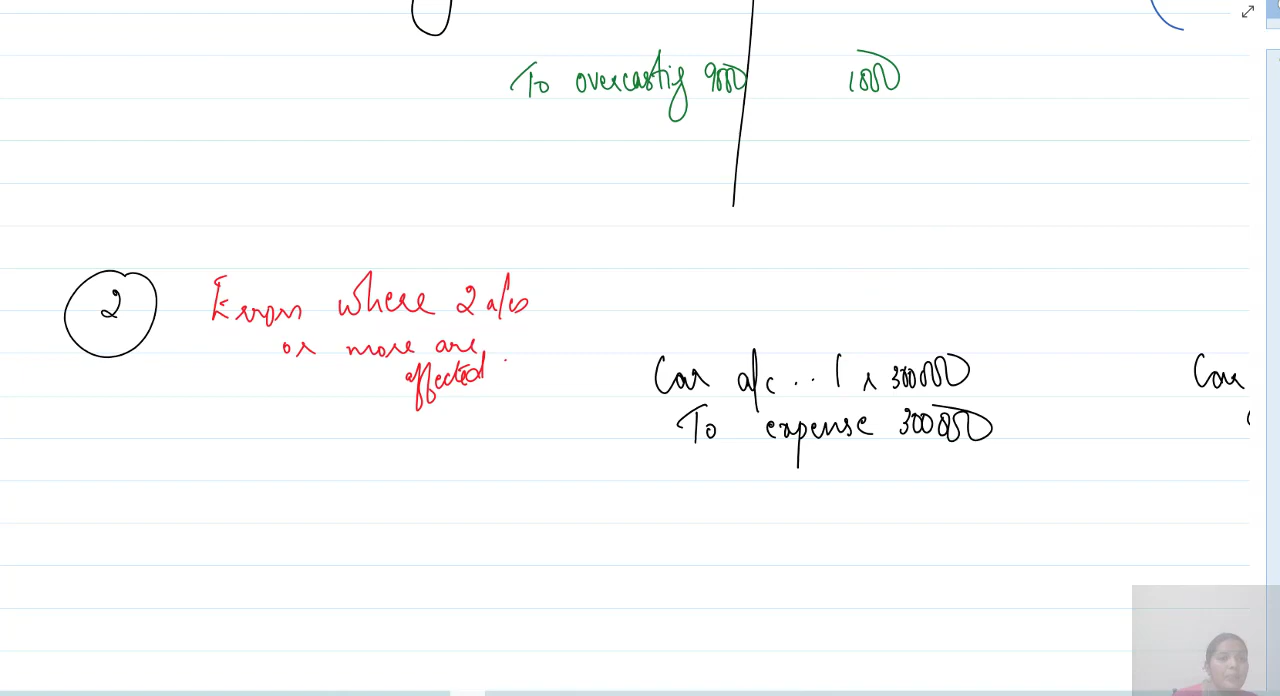 To overcasting 9000 1000
2 Errors where 2 a/cs
or more are
affected.
Car a/c .. Dr 300000 Car
To expense 300000